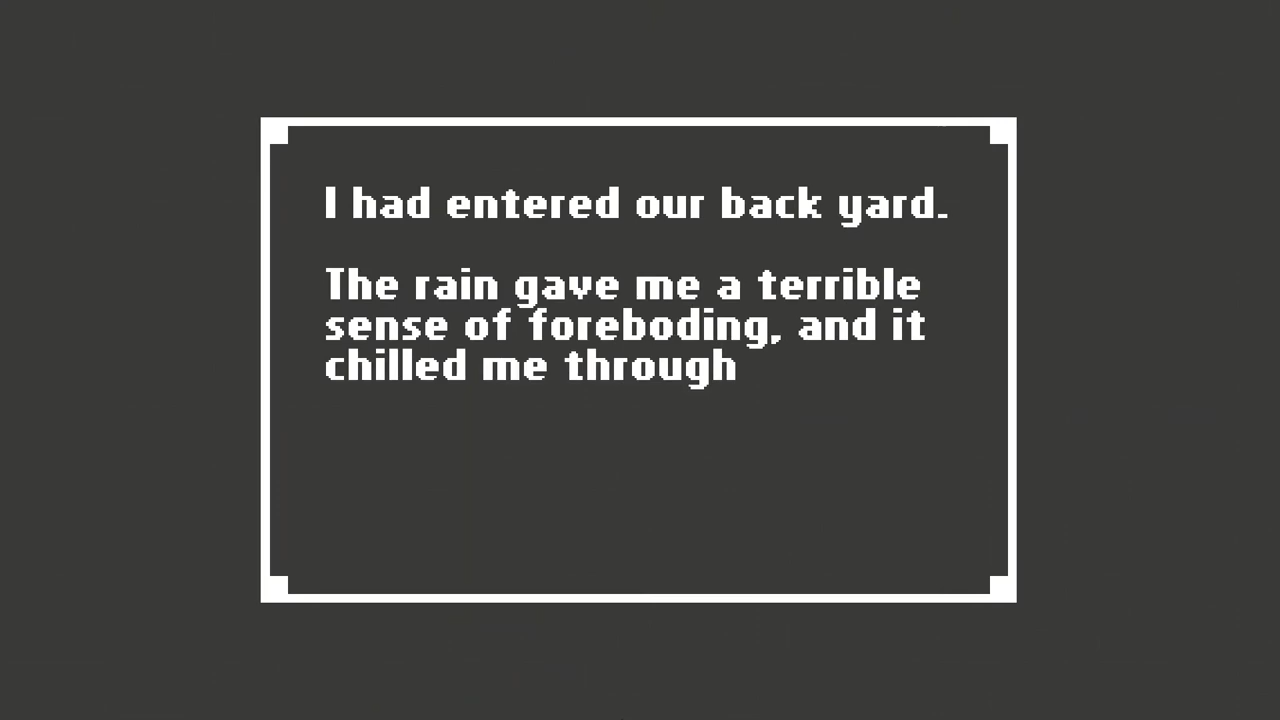 I had entered our back yard.
The rain gave me a terrible
sense of foreboding, and it
chilled me through